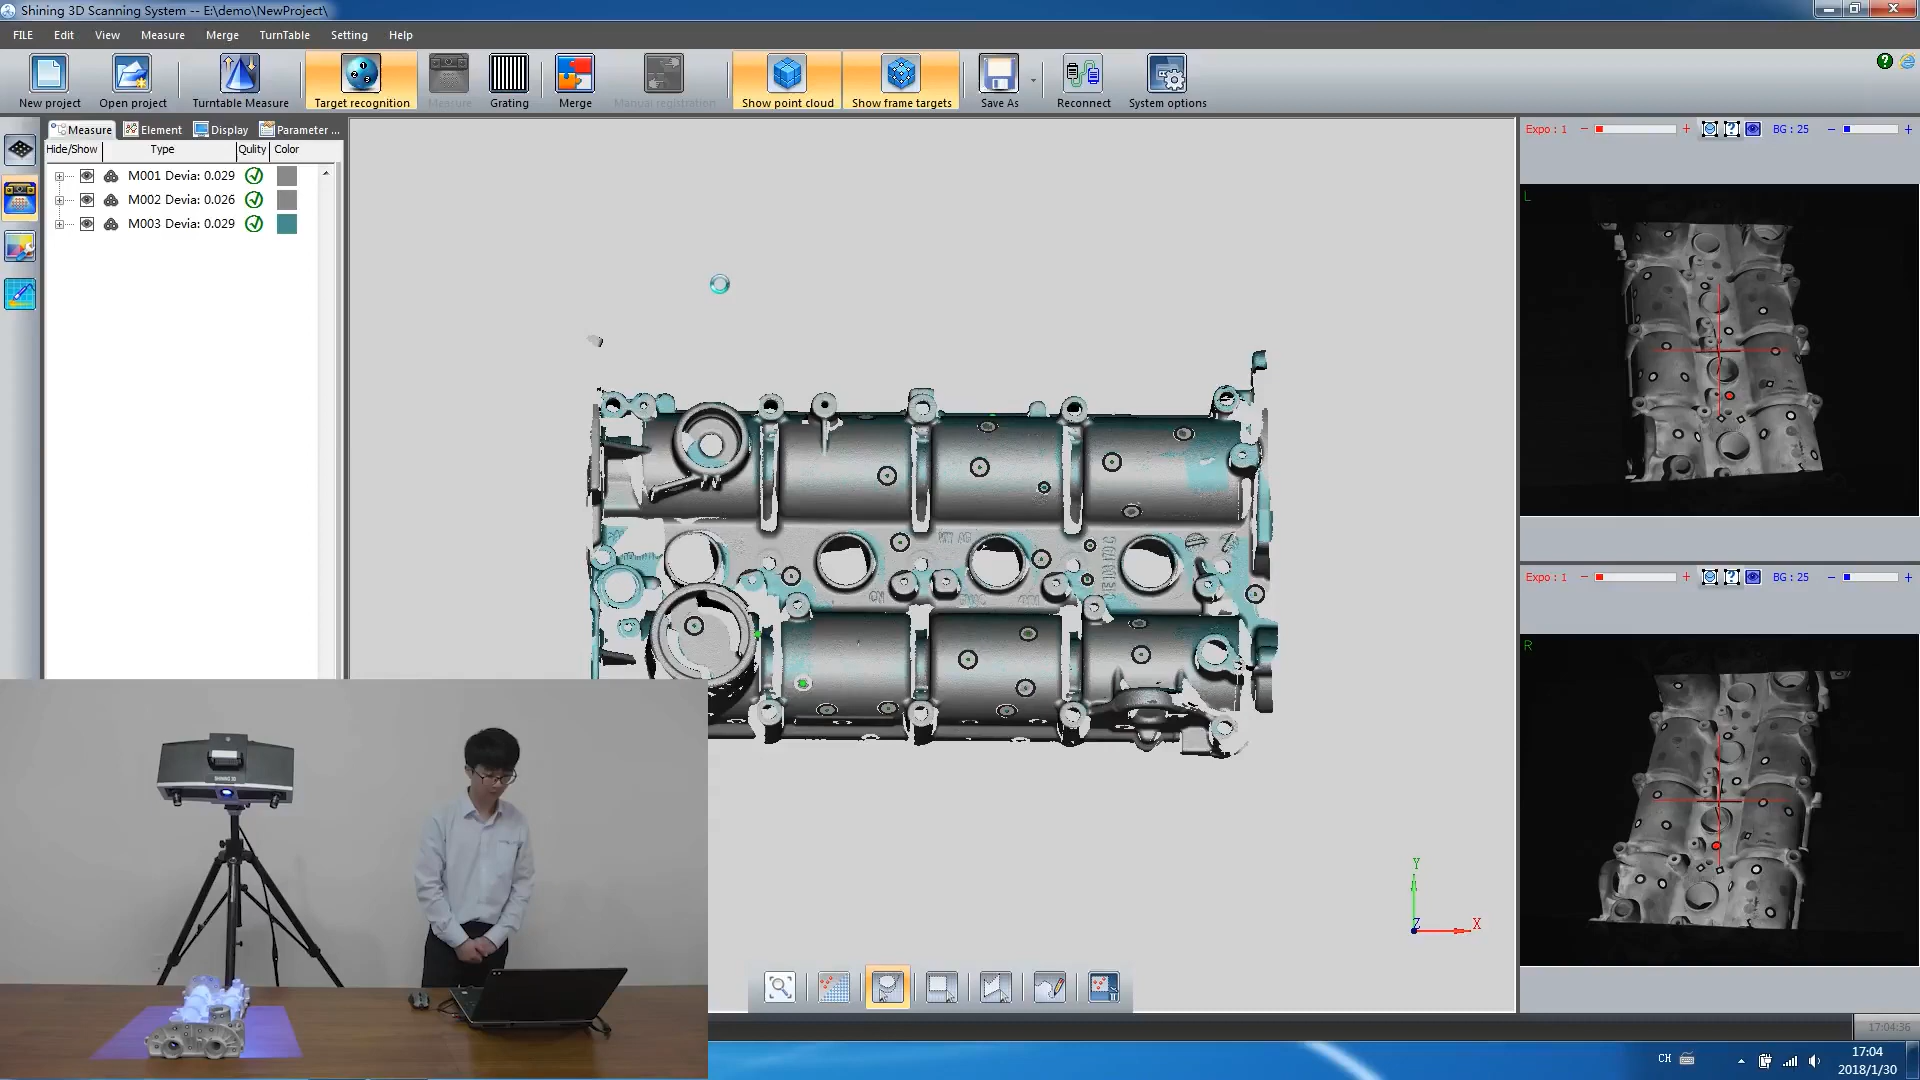 Shining 3D Scanning System -- E:\demo\NewProject\
FILE Edit View Measure Merge TurnTable Setting Help
New project Open project Turntable Measure Target recognition Measure Grating Merge Manual registration Show point cloud Show frame targets Save As Reconnect System options
Measure Element Display Parameter ...
Hide/Show Type Qulity Color
M001 Devia: 0.029
M002 Devia: 0.026
M003 Devia: 0.029
Expo : 1 BG : 25
L
Expo : 1 BG : 25
R
SHINING 3D
Y
Z X
17:04:36
CH
17:04
2018/1/30